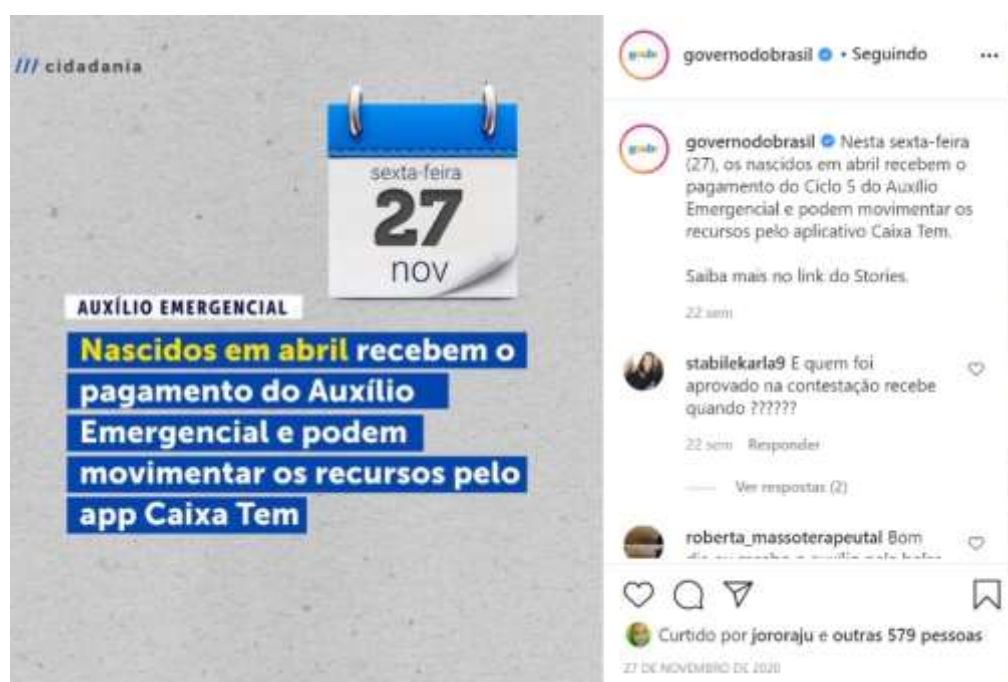 /// cidadania
sexta-feira
27
nov
AUXÍLIO EMERGENCIAL
Nascidos em abril recebem o
pagamento do Auxílio
Emergencial e podem
movimentar os recursos pelo
app Caixa Tem
governodobrasil • Seguindo
governodobrasil Nesta sexta-feira
(27), os nascidos em abril recebem o
pagamento do Ciclo 5 do Auxílio
Emergencial e podem movimentar os
recursos pelo aplicativo Caixa Tem.
Saiba mais no link do Stories.
22 sem
stabilekarla9 E quem foi
aprovado na contestação recebe
quando ??????
22 sem Responder
Ver respostas (2)
roberta_massoterapeutal Bom
Curtido por jororaju e outras 579 pessoas
27 DE NOVEMBRO DE 2020